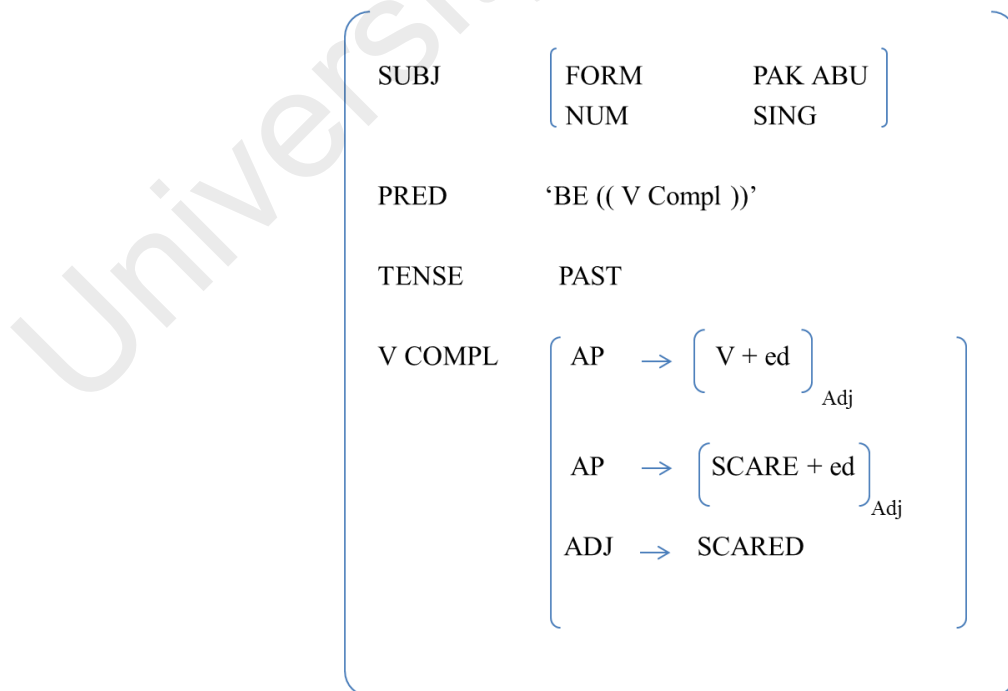 SUBJ FORM PAK ABU
NUM SING
PRED ‘BE (( V Compl ))’
TENSE PAST
V COMPL AP → V + ed Adj
AP → SCARE + ed Adj
ADJ → SCARED
Universi